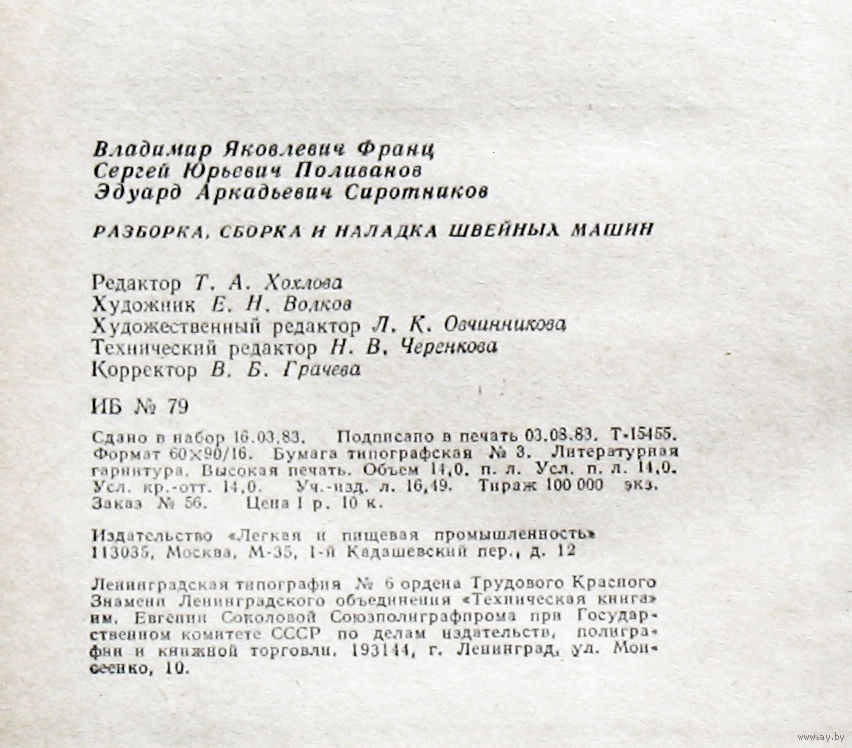 Владимир Яковлевич Франц
Сергей Юрьевич Поливанов
Эдуард Аркадьевич Сиротников
РАЗБОРКА, СБОРКА И НАЛАДКА ШВЕЙНЫХ МАШИН
Редактор Т. А. Хохлова
Художник Е. Н. Волков
Художественный редактор Л. К. Овчинникова
Технический редактор Н. В. Черенкова
Корректор В. Б. Грачева
ИБ № 79
Сдано в набор 16.03.83. Подписано в печать 03.08.83. Т-15455.
Формат 60×90/16. Бумага типографская № 3. Литературная
гарнитура. Высокая печать. Объем 14,0. п. л. Усл. п. л. 14,0.
Усл. кр.-отт. 14,0. Уч.-изд. л. 16,49. Тираж 100 000 экз.
Заказ № 56. Цена 1 р. 10 к.
Издательство «Легкая и пищевая промышленность»
113035, Москва, М-35, 1-й Кадашевский пер., д. 12
Ленинградская типография № 6 ордена Трудового Красного
Знамени Ленинградского объединения «Техническая книга»
им. Евгении Соколовой Союзполиграфпрома при Государ-
ственном комитете СССР по делам издательств, полигра-
фии и книжной торговли. 193144, г. Ленинград, ул. Мои-
сеенко, 10.
www.ay.by